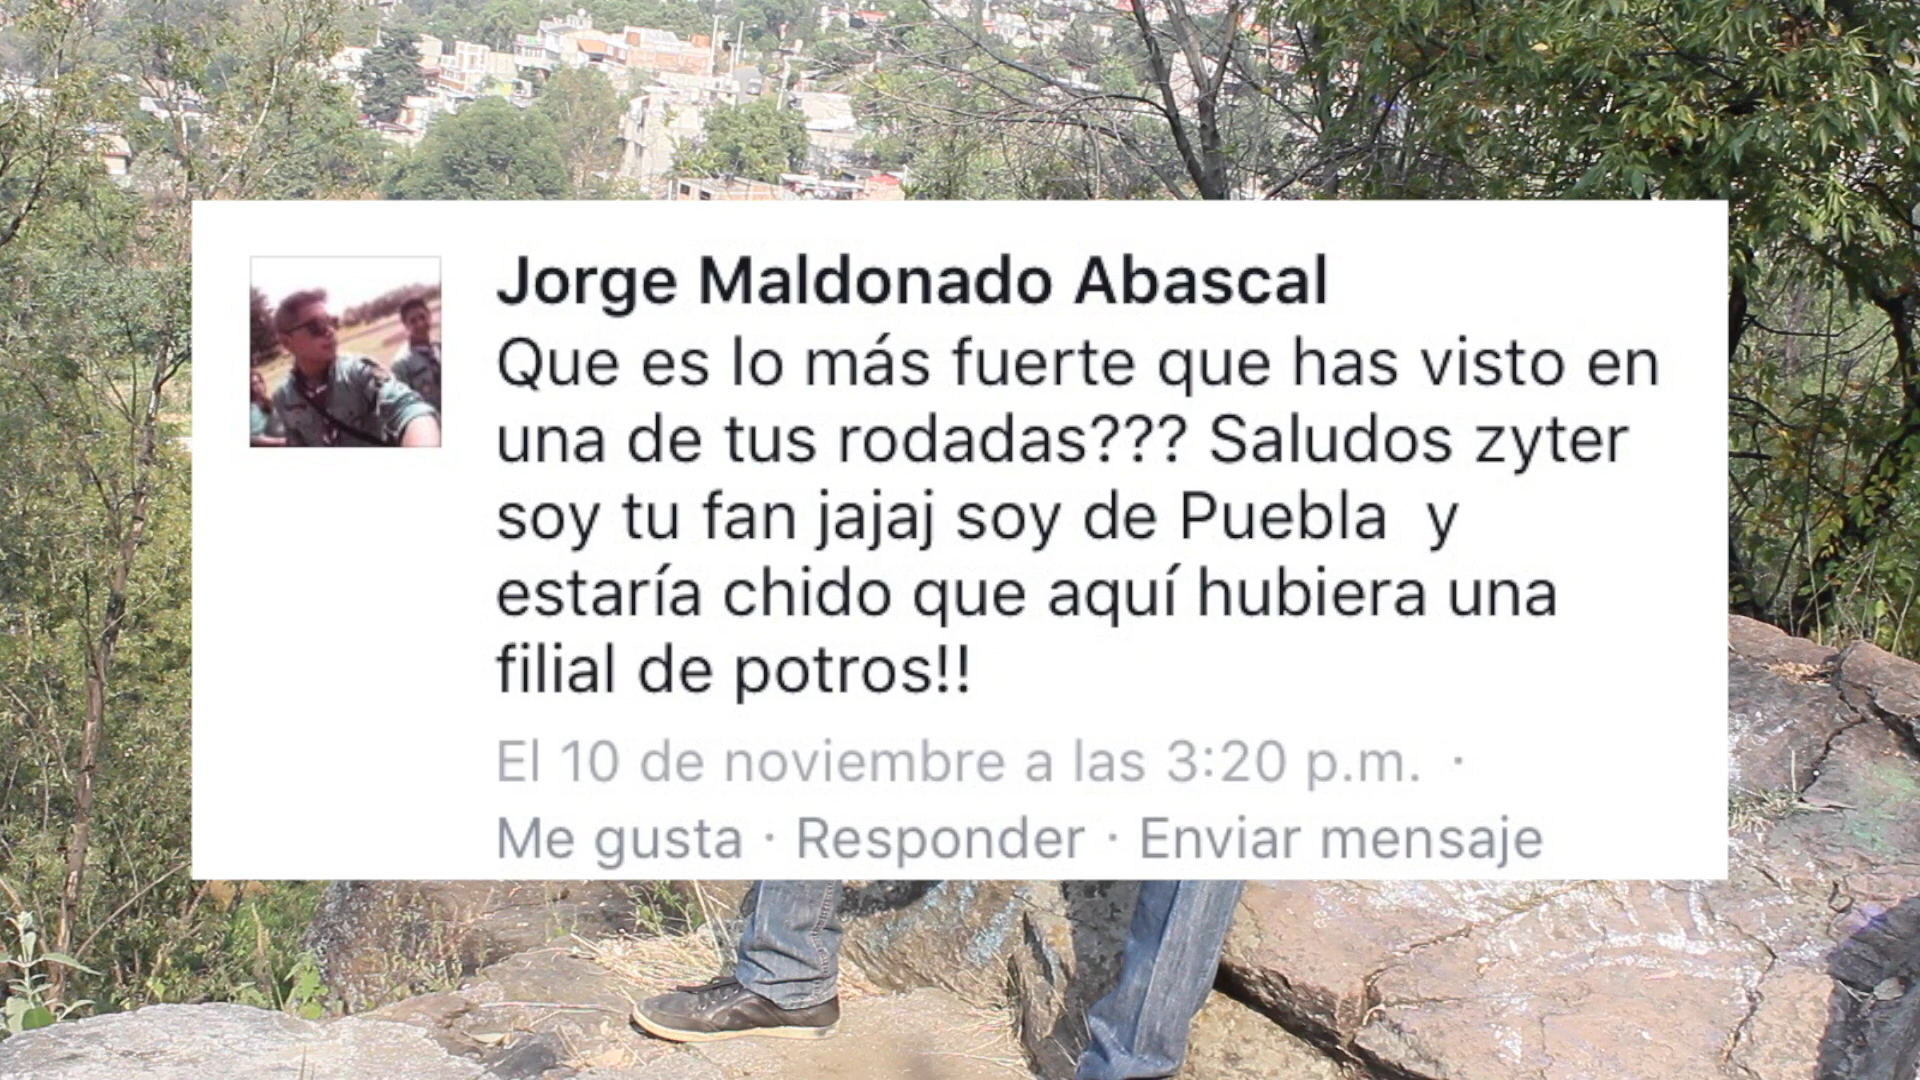 Jorge Maldonado Abascal
Que es lo más fuerte que has visto en
una de tus rodadas??? Saludos zyter
soy tu fan jajaj soy de Puebla  y
estaría chido que aquí hubiera una
filial de potros!!
El 10 de noviembre a las 3:20 p.m. ·
Me gusta · Responder · Enviar mensaje